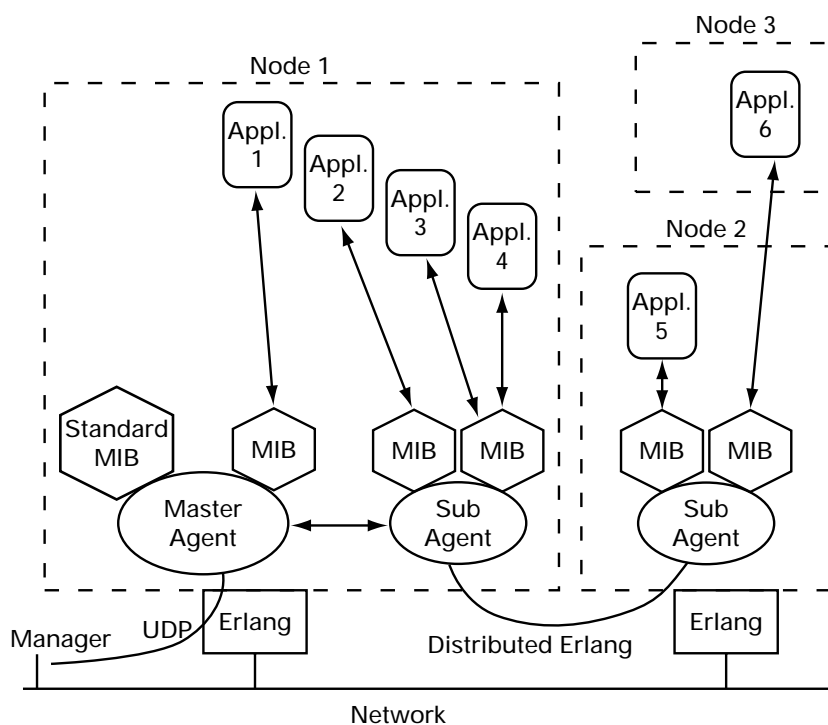 Node 3
Node 1
Appl.
6
Appl.
1
Appl.
2
Appl.
3
Appl.
4
Node 2
Appl.
5
Standard
MIB
MIB
MIB
MIB
MIB
MIB
Master
Agent
Sub
Agent
Sub
Agent
Manager
UDP
Erlang
Distributed Erlang
Erlang
Network